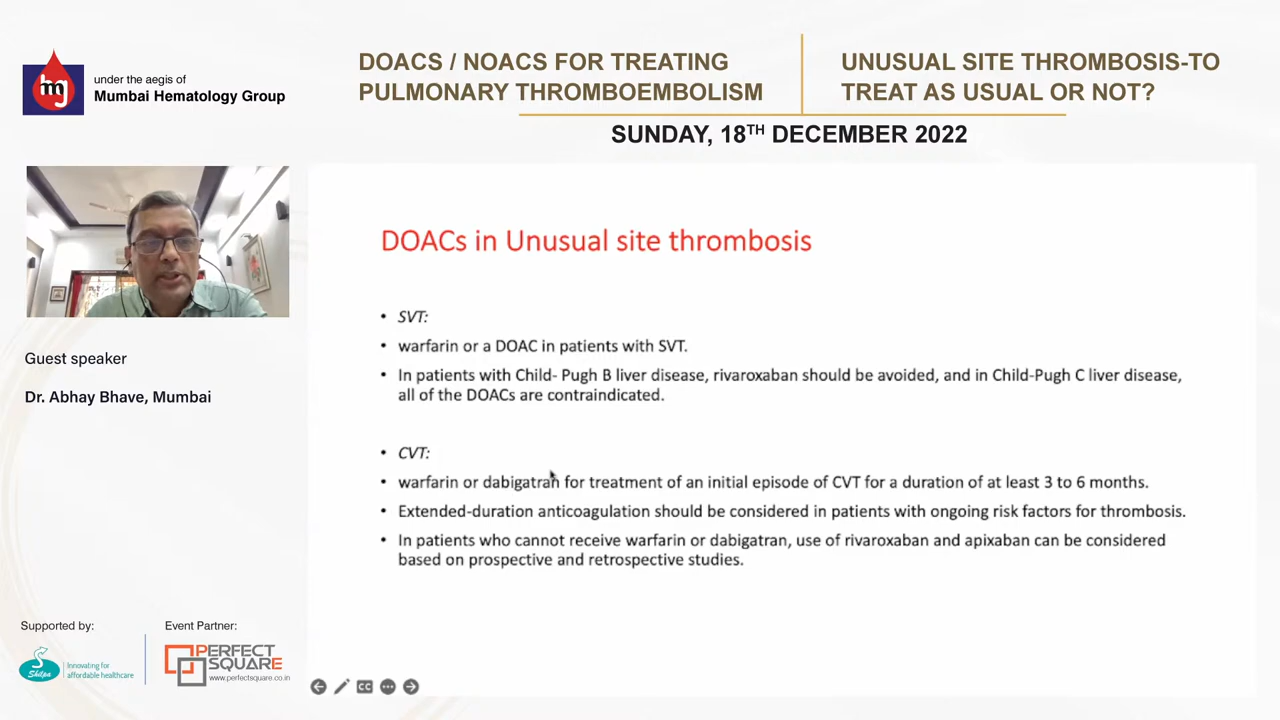 mg
under the aegis of
Mumbai Hematology Group
DOACS / NOACS FOR TREATING
PULMONARY THROMBOEMBOLISM
UNUSUAL SITE THROMBOSIS-TO
TREAT AS USUAL OR NOT?
SUNDAY, 18TH DECEMBER 2022
Guest speaker
Dr. Abhay Bhave, Mumbai
DOACs in Unusual site thrombosis
• SVT:
• warfarin or a DOAC in patients with SVT.
• In patients with Child- Pugh B liver disease, rivaroxaban should be avoided, and in Child-Pugh C liver disease,
all of the DOACs are contraindicated.
• CVT:
• warfarin or dabigatran for treatment of an initial episode of CVT for a duration of at least 3 to 6 months.
• Extended-duration anticoagulation should be considered in patients with ongoing risk factors for thrombosis.
• In patients who cannot receive warfarin or dabigatran, use of rivaroxaban and apixaban can be considered
based on prospective and retrospective studies.
Supported by:
Shilpa
Innovating for
affordable healthcare
Event Partner:
PERFECT
SQUARE
www.perfectsquare.co.in
CC